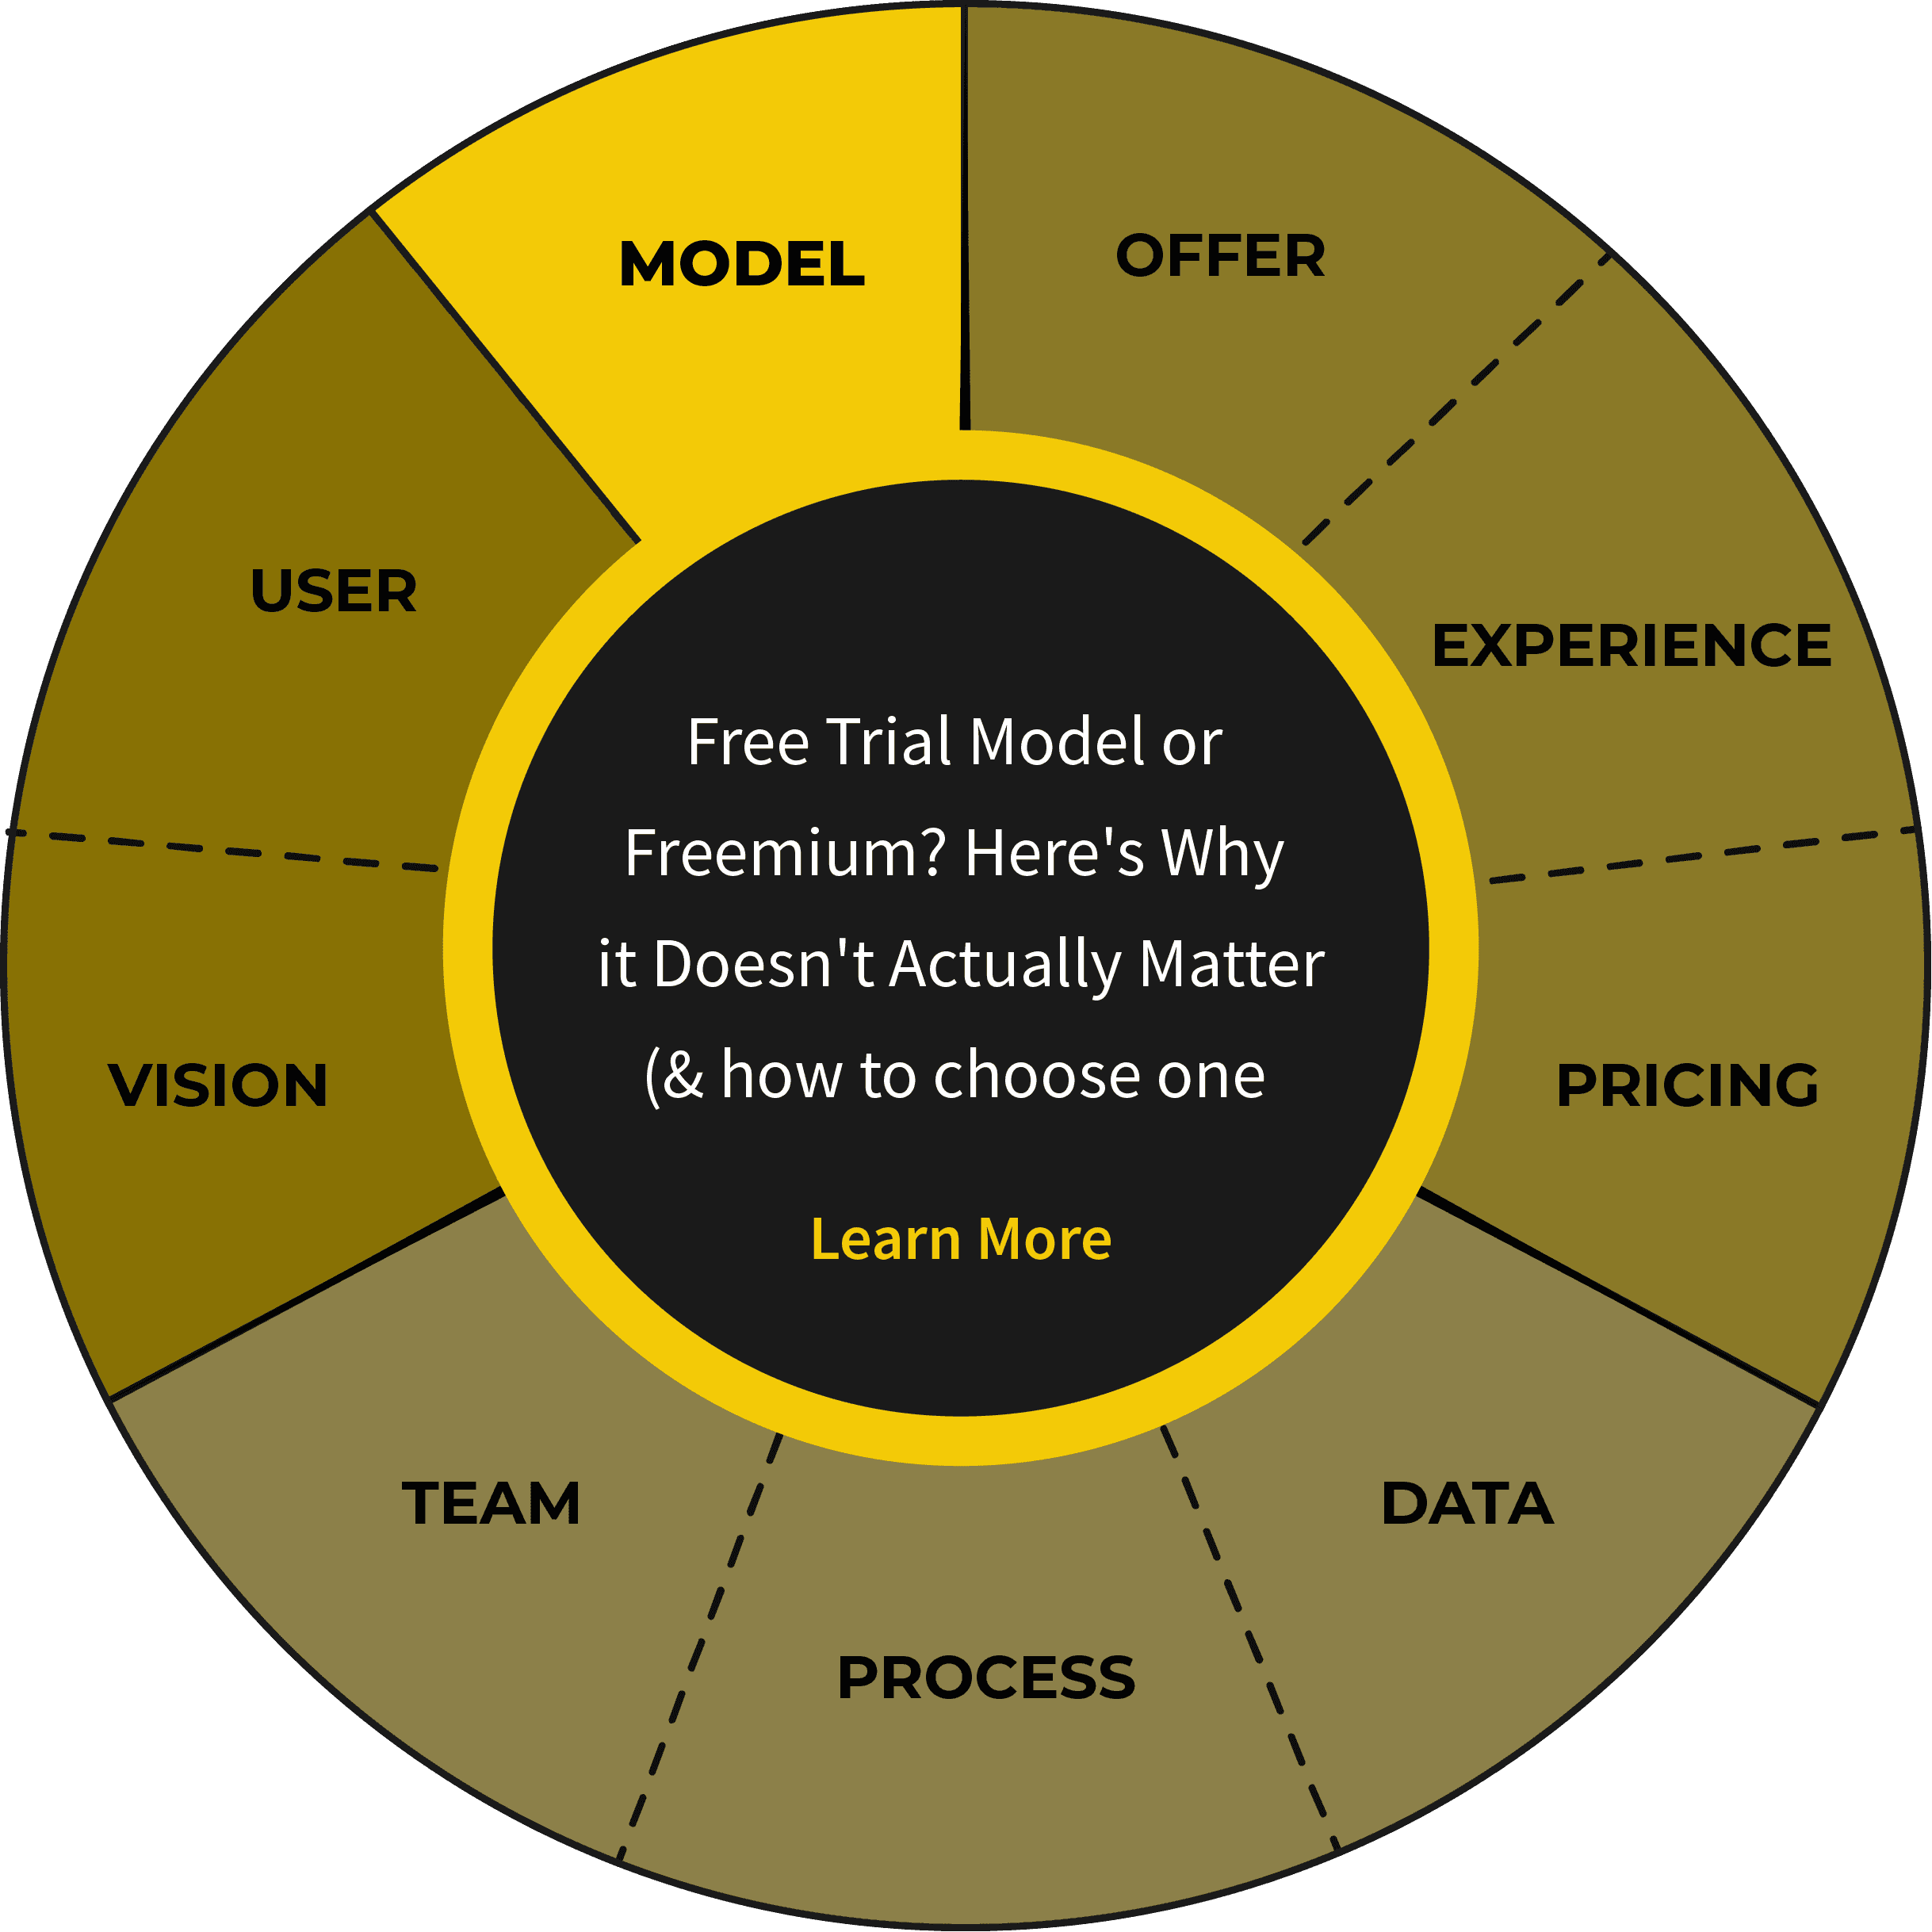 MODEL
OFFER
USER
EXPERIENCE
Free Trial Model or
Freemium? Here's Why
it Doesn't Actually Matter
(& how to choose one
Learn More
VISION
PRICING
TEAM
DATA
PROCESS